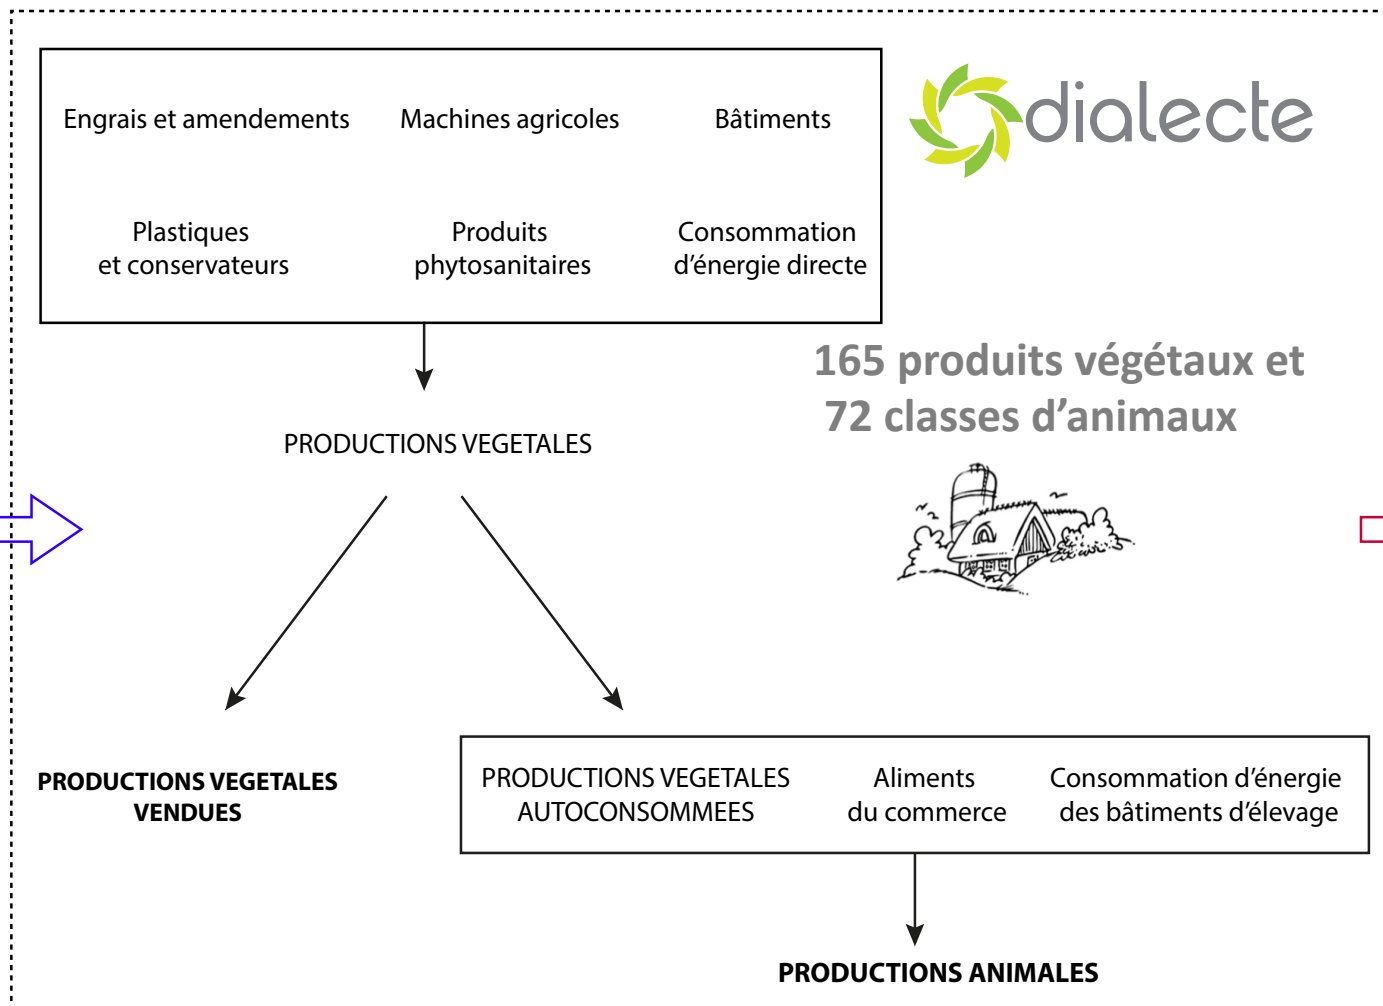 Engrais et amendements
Machines agricoles
Bâtiments
Plastiques
et conservateurs
Produits
phytosanitaires
Consommation
d’énergie directe
dialecte
165 produits végétaux et
72 classes d’animaux
PRODUCTIONS VEGETALES
PRODUCTIONS VEGETALES
VENDUES
PRODUCTIONS VEGETALES
AUTOCONSOMMEES
Aliments
du commerce
Consommation d’énergie
des bâtiments d’élevage
PRODUCTIONS ANIMALES